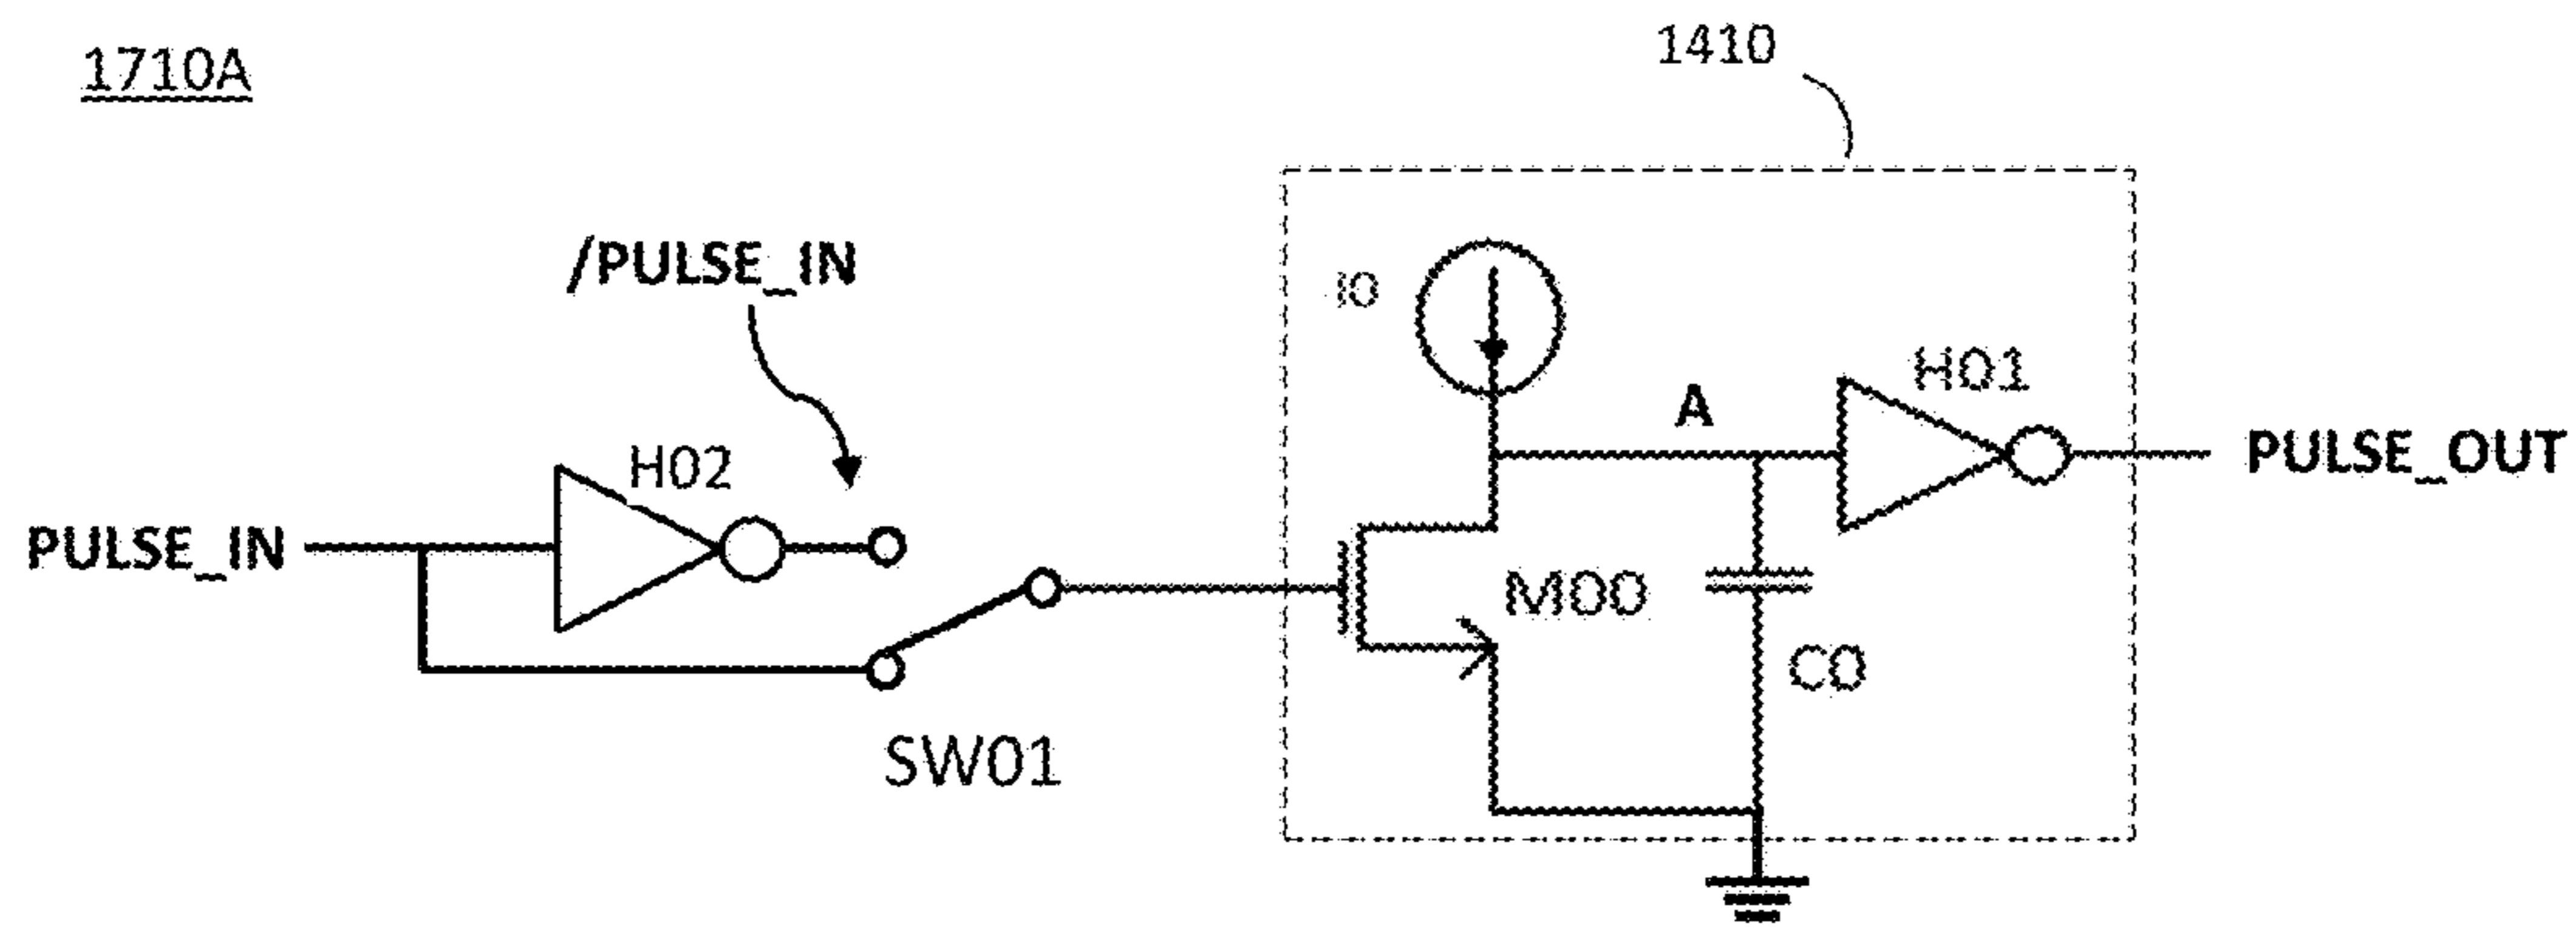 1710A
1410
/PULSE_IN
I0
A
H01
H02
PULSE_OUT
PULSE_IN
M00
C0
SW01